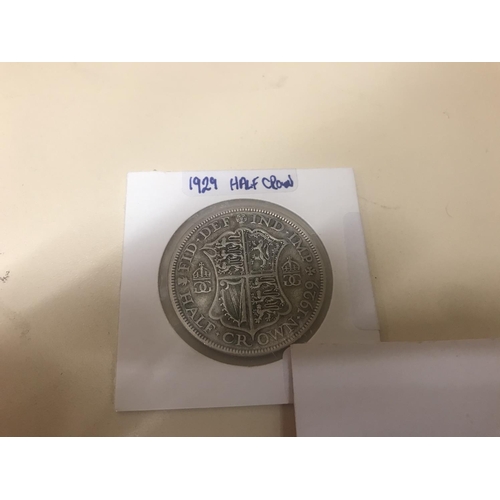 1929 HALF CROWN
FID·DEF IND·IMP
HALF·CROWN·1929